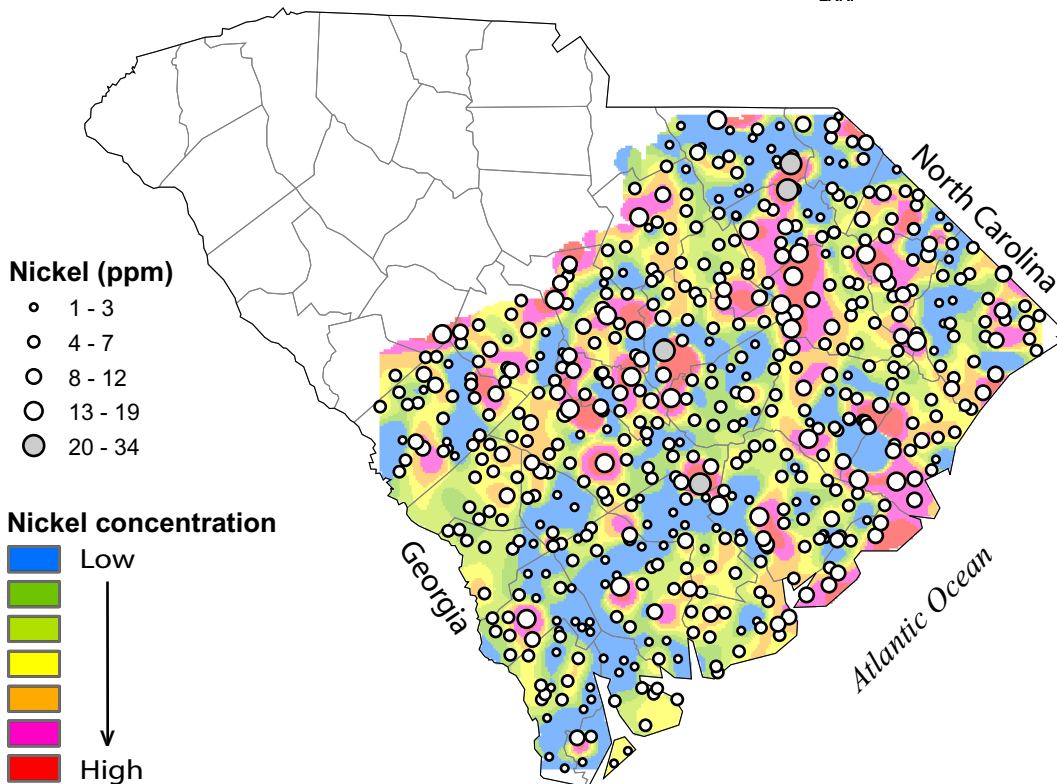 North Carolina
Nickel (ppm)
1 - 3
4 - 7
8 - 12
13 - 19
20 - 34
Nickel concentration
Low
High
Georgia
Atlantic Ocean